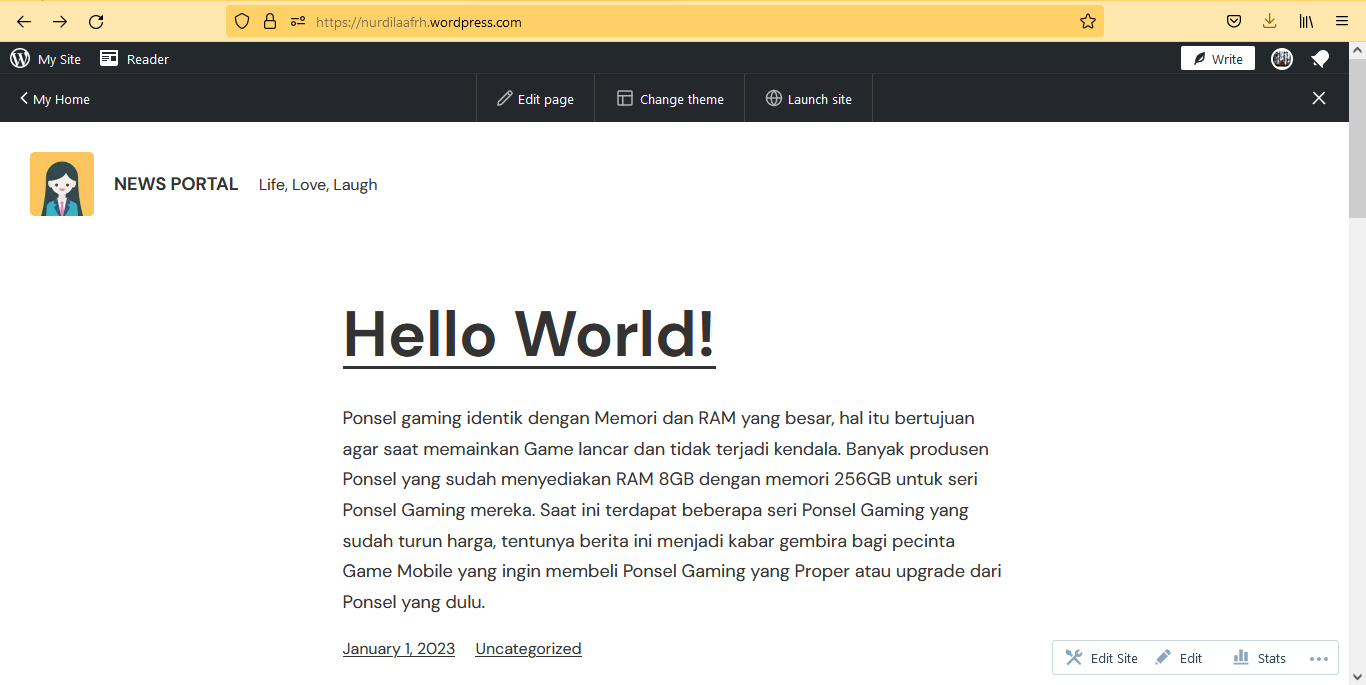 https://nurdilaafrh.wordpress.com
My Site
Reader
Write
My Home
Edit page
Change theme
Launch site
NEWS PORTAL
Life, Love, Laugh
Hello World!
Ponsel gaming identik dengan Memori dan RAM yang besar, hal itu bertujuan
agar saat memainkan Game lancar dan tidak terjadi kendala. Banyak produsen
Ponsel yang sudah menyediakan RAM 8GB dengan memori 256GB untuk seri
Ponsel Gaming mereka. Saat ini terdapat beberapa seri Ponsel Gaming yang
sudah turun harga, tentunya berita ini menjadi kabar gembira bagi pecinta
Game Mobile yang ingin membeli Ponsel Gaming yang Proper atau upgrade dari
Ponsel yang dulu.
January 1, 2023
Uncategorized
Edit Site
Edit
Stats